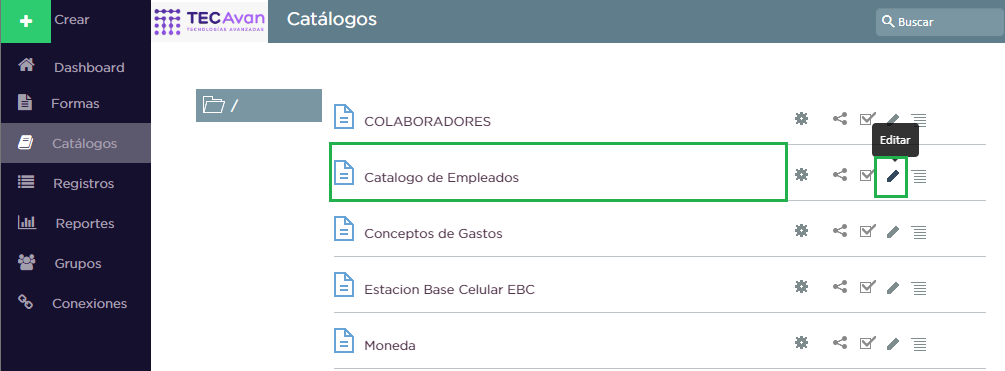 Crear
TECAvan
TECNOLOGÍAS AVANZADAS
Catálogos
Buscar
Dashboard
Formas
Catálogos
Registros
Reportes
Grupos
Conexiones
/
COLABORADORES
Editar
Catalogo de Empleados
Conceptos de Gastos
Estacion Base Celular EBC
Moneda